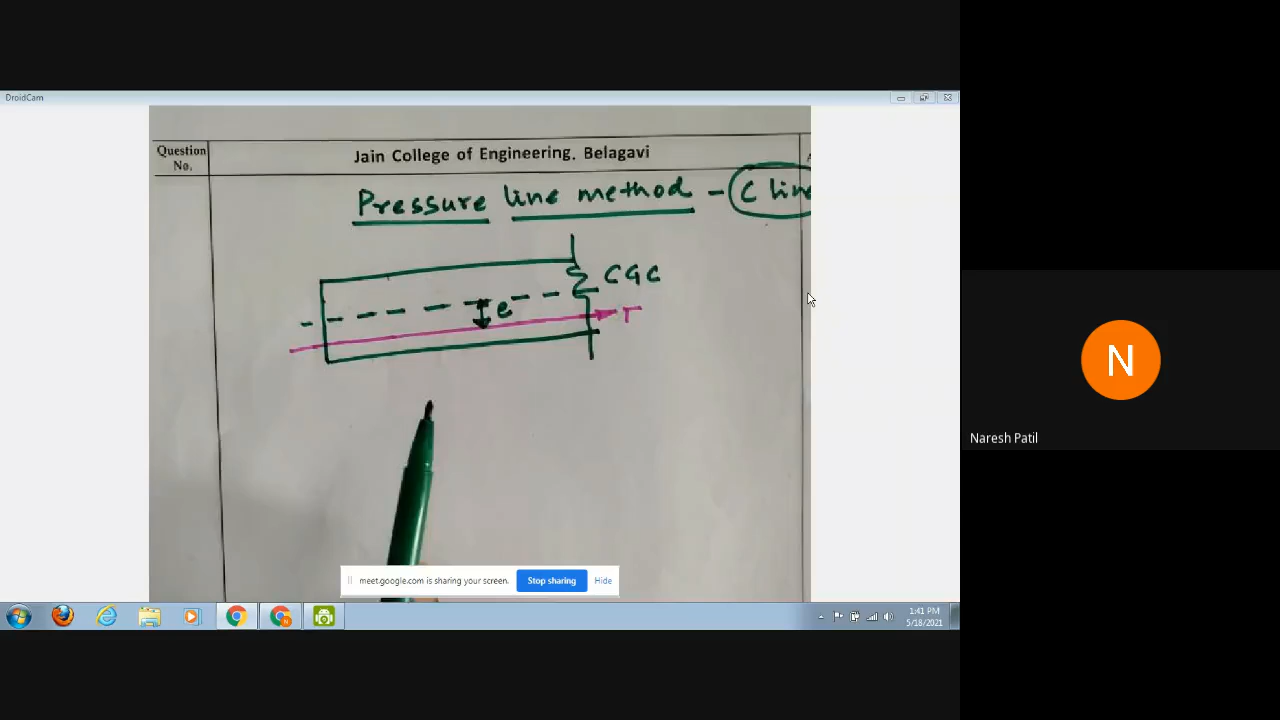 DroidCam
Question
No.
Jain College of Engineering, Belagavi
A
Pressure line method - C line
CGC
e
T
N
Naresh Patil
meet.google.com is sharing your screen.
Stop sharing
Hide
1:41 PM
5/18/2021